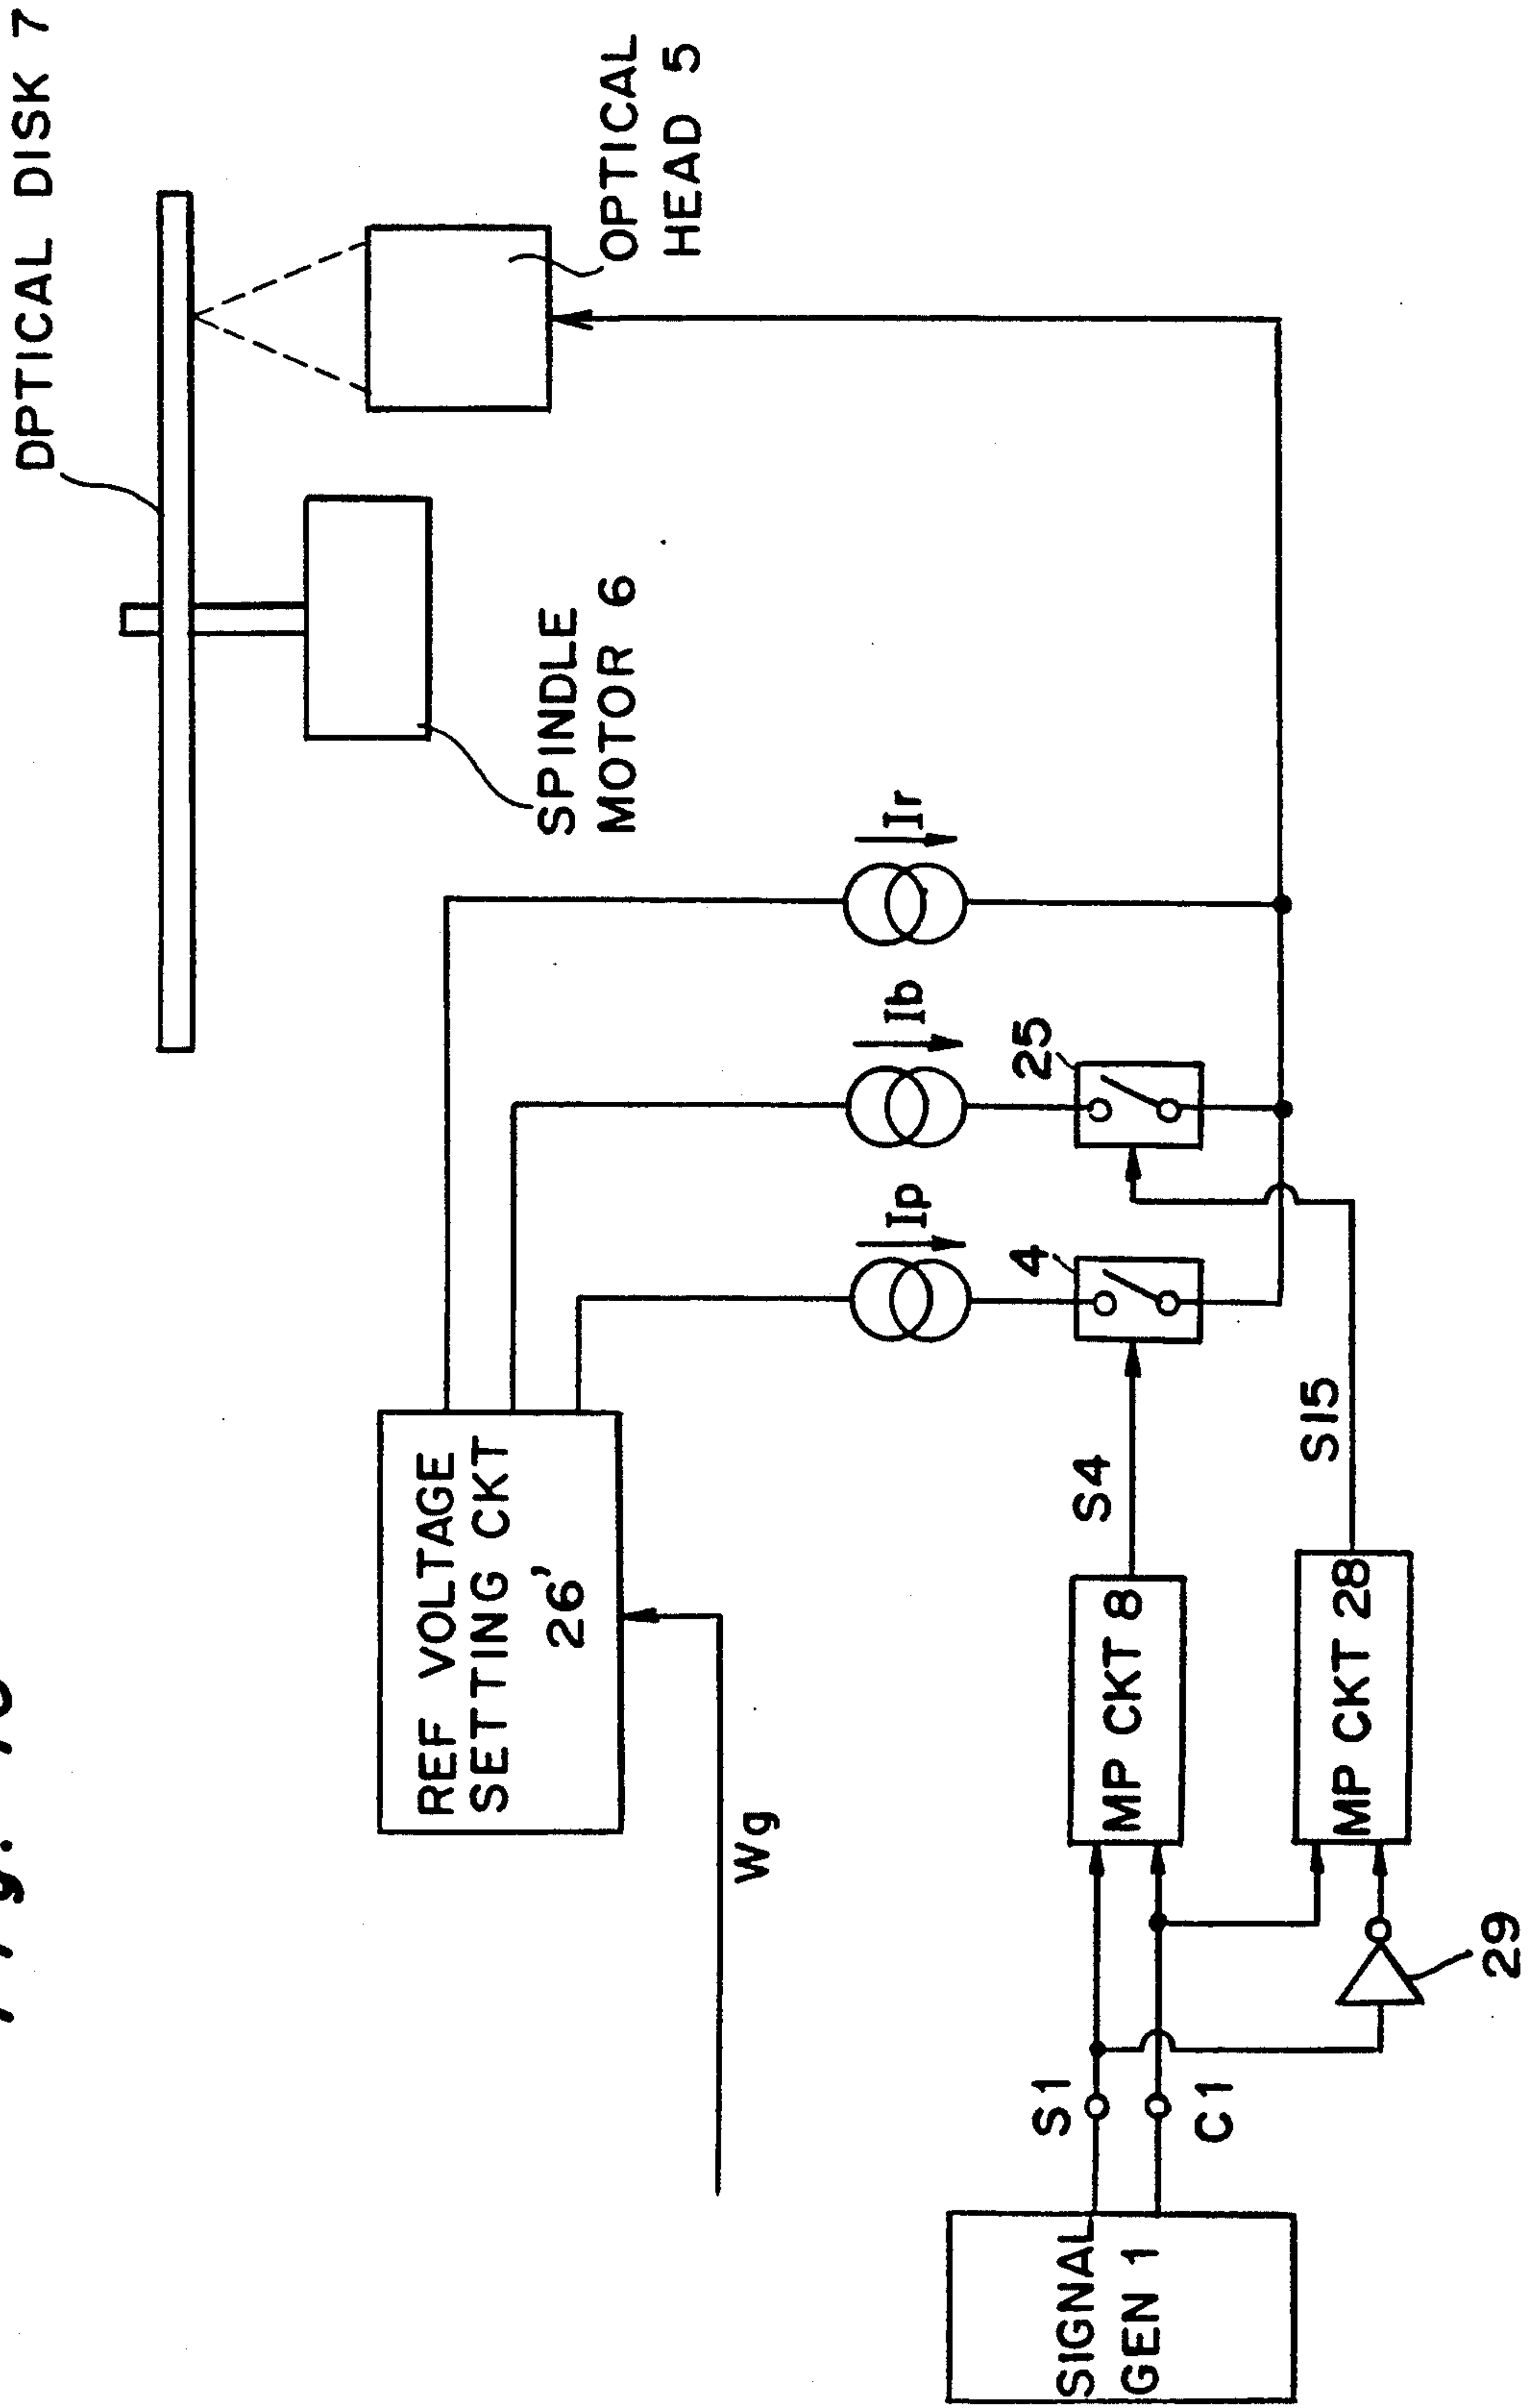 OPTICAL DISK 7
OPTICAL
HEAD 5
SPINDLE
MOTOR 6
Ir
Ib
Ip
25
4
REF VOLTAGE
SETTING CKT
26'
Wg
S4
S15
MP CKT 8
MP CKT 28
29
S1
C1
SIGNAL
GEN 1